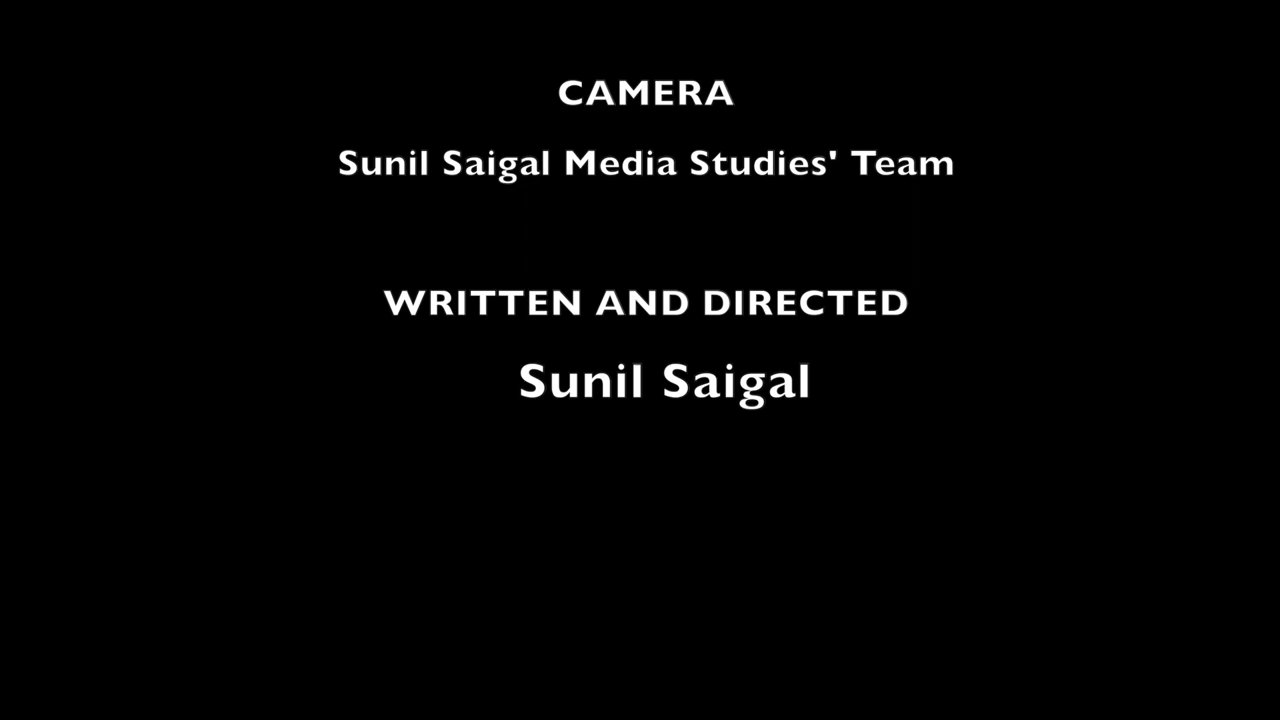 CAMERA
Sunil Saigal Media Studies' Team
WRITTEN AND DIRECTED
Sunil Saigal